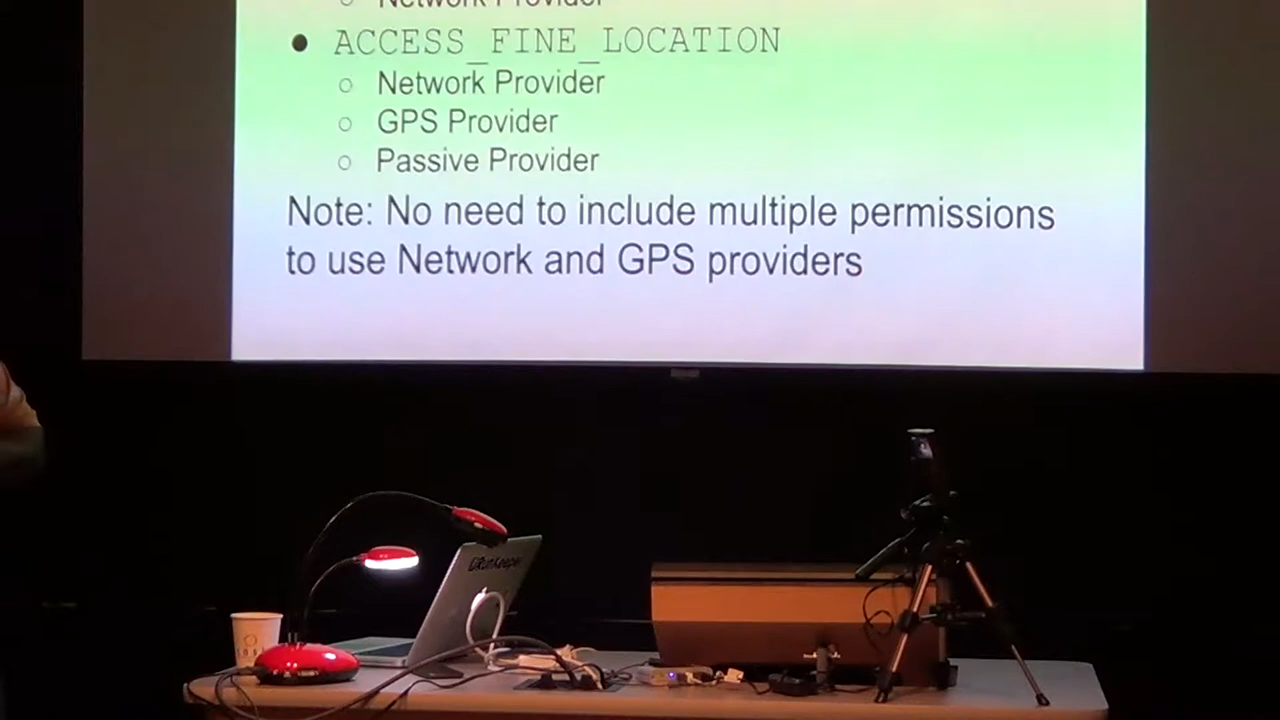 Network Provider
ACCESS_FINE_LOCATION
Network Provider
GPS Provider
Passive Provider
Note: No need to include multiple permissions
to use Network and GPS providers
RunKeeper